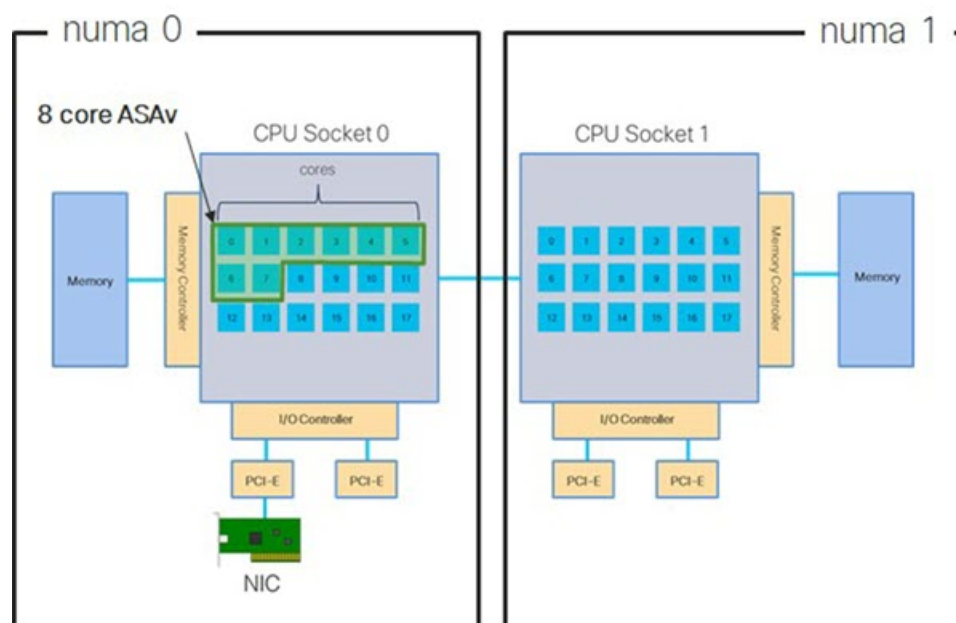 numa 0
numa 1
8 core ASAv
CPU Socket 0
CPU Socket 1
cores
0 1 2 3 4 5
6 7 8 9 10 11
12 13 14 15 16 17
0 1 2 3 4 5
6 7 8 9 10 11
12 13 14 15 16 17
Memory
Memory Controller
Memory Controller
Memory
I/O Controller
I/O Controller
PCI-E
PCI-E
PCI-E
PCI-E
NIC